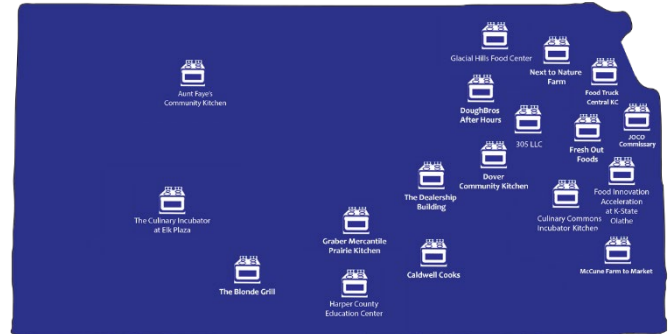 Glacial Hills Food Center
Next to Nature
Farm
Aunt Faye's
Community Kitchen
Food Truck
Central KC
DoughBros
After Hours
JOCO
Commissary
305 LLC
Fresh Out
Foods
Dover
Community Kitchen
The Dealership
Building
Food Innovation
Acceleration
at K-State
Olathe
The Culinary Incubator
at Elk Plaza
Culinary Commons
Incubator Kitchen
Graber Mercantile
Prairie Kitchen
McCune Farm to Market
Caldwell Cooks
The Blonde Grill
Harper County
Education Center